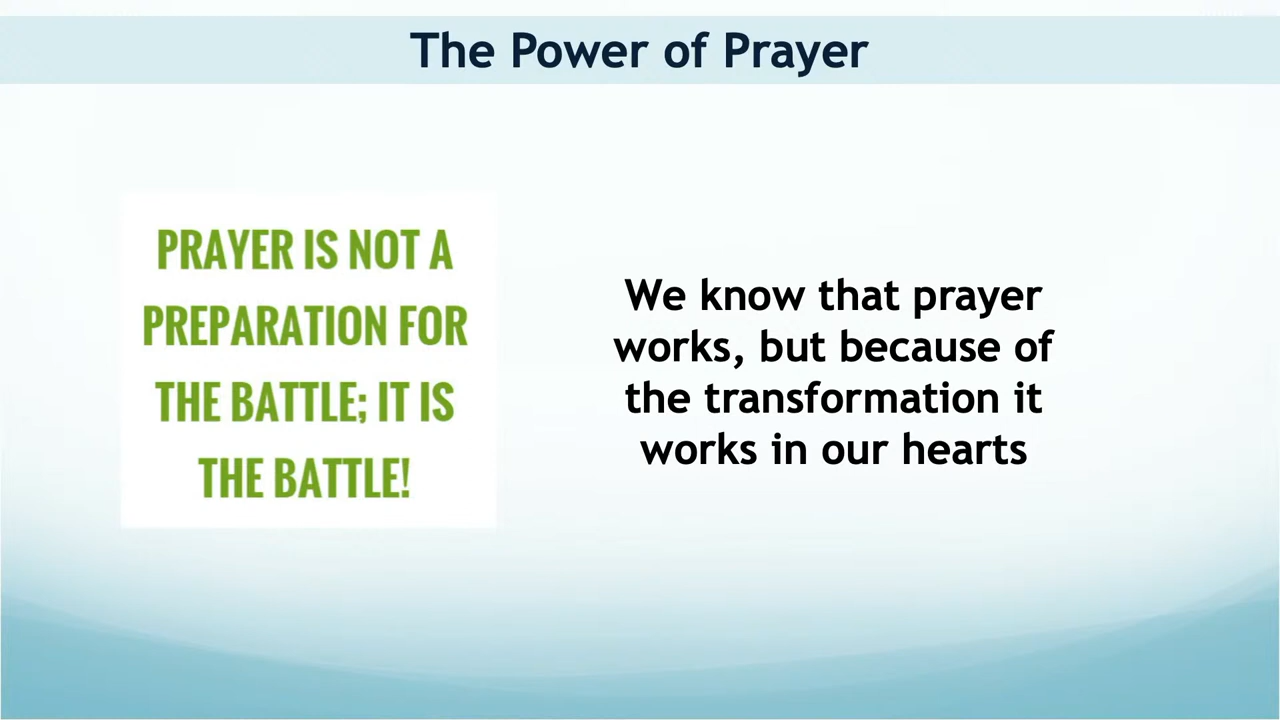 The Power of Prayer
PRAYER IS NOT A
PREPARATION FOR
THE BATTLE; IT IS
THE BATTLE!
We know that prayer
works, but because of
the transformation it
works in our hearts